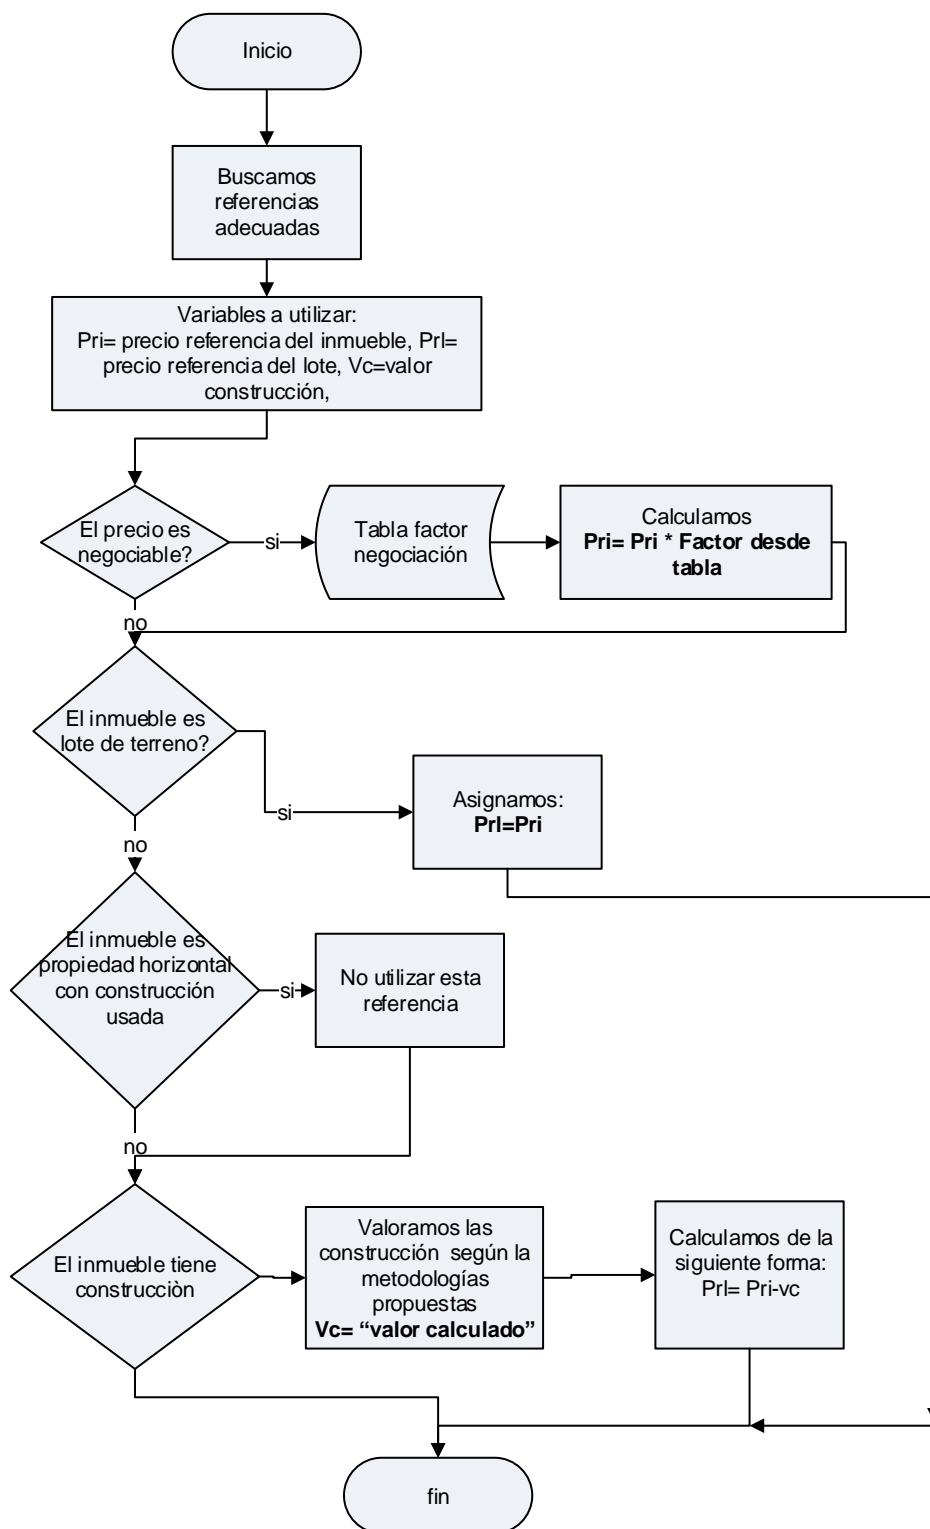 Inicio
Buscamos
referencias
adecuadas
Variables a utilizar:
Pri= precio referencia del inmueble, Prl=
precio referencia del lote, Vc=valor
construcción,
El precio es
negociable?
si
Tabla factor
negociación
Calculamos
Pri= Pri * Factor desde
tabla
no
El inmueble es
lote de terreno?
si
Asignamos:
Prl=Pri
no
El inmueble es
propiedad horizontal
con construcción
usada
si
No utilizar esta
referencia
no
El inmueble tiene
construcciòn
Valoramos las
construcción según la
metodologías
propuestas
Vc= “valor calculado”
Calculamos de la
siguiente forma:
Prl= Pri-vc
fin